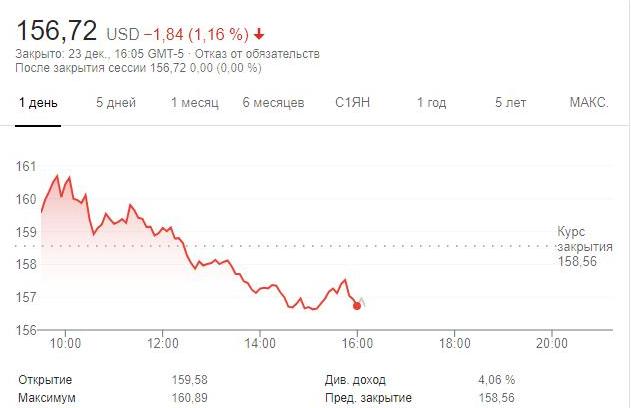 156,72 USD −1,84 (1,16 %)
Закрыто: 23 дек., 16:05 GMT-5 · Отказ от обязательств
После закрытия сессии 156,72 0,00 (0,00 %)
1 день 5 дней 1 месяц 6 месяцев С1ЯН 1 год 5 лет МАКС.
161
160
159
Курс
закрытия
158,56
158
157
156
10:00 12:00 14:00 16:00 18:00 20:00
Открытие 159,58 Див. доход 4,06 %
Максимум 160,89 Пред. закрытие 158,56